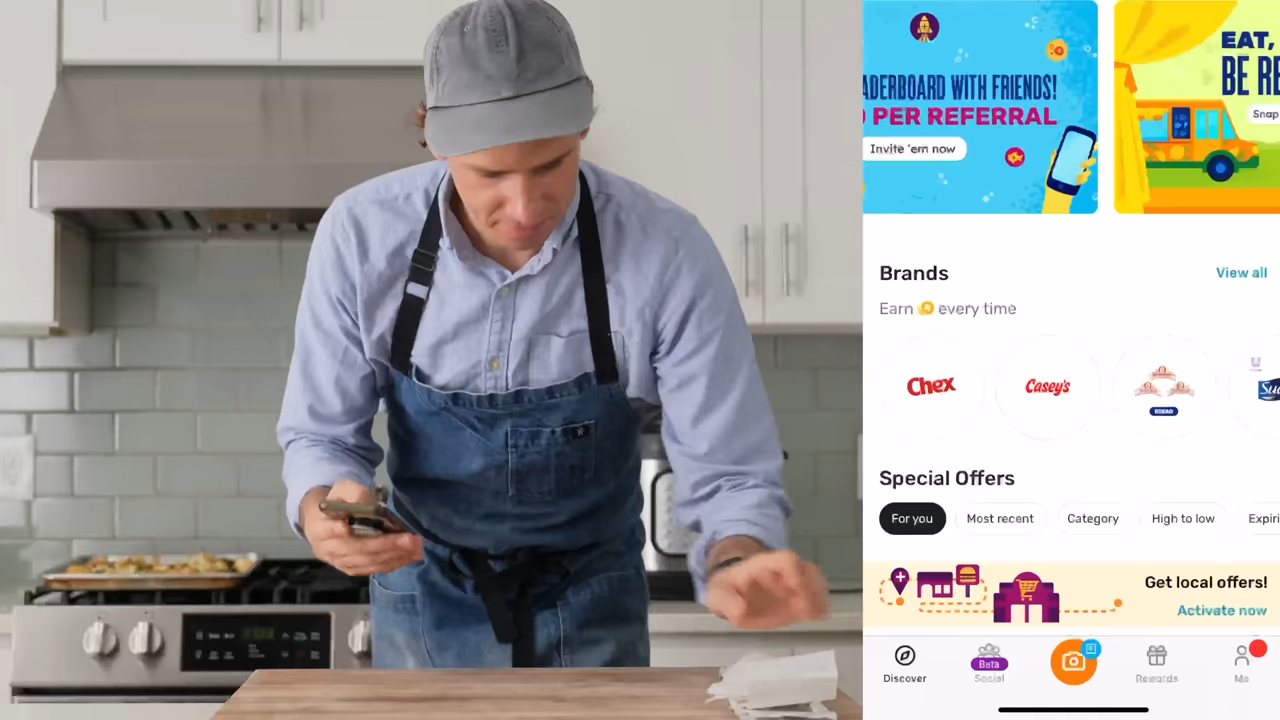 ADERBOARD WITH FRIENDS!
PER REFERRAL
Invite 'em now
EAT,
BE RE
Snap
Brands
View all
Earn every time
Chex
Casey's
Special Offers
For you
Most recent
Category
High to low
Expiri
Get local offers!
Activate now
Beta
Discover
Social
Rewards
Me